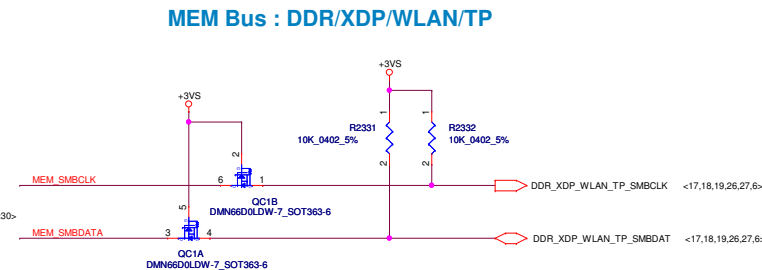 MEM Bus : DDR/XDP/WLAN/TP
+3VS
+3VS
1
1
R2331
10K_0402_5%
R2332
10K_0402_5%
2
2
2
MEM_SMBCLK
6
1
DDR_XDP_WLAN_TP_SMBCLK <17,18,19,26,27,6>
QC1B
DMN66D0LDW-7_SOT363-6
5
30>
MEM_SMBDATA
3
4
DDR_XDP_WLAN_TP_SMBDAT <17,18,19,26,27,6>
QC1A
DMN66D0LDW-7_SOT363-6